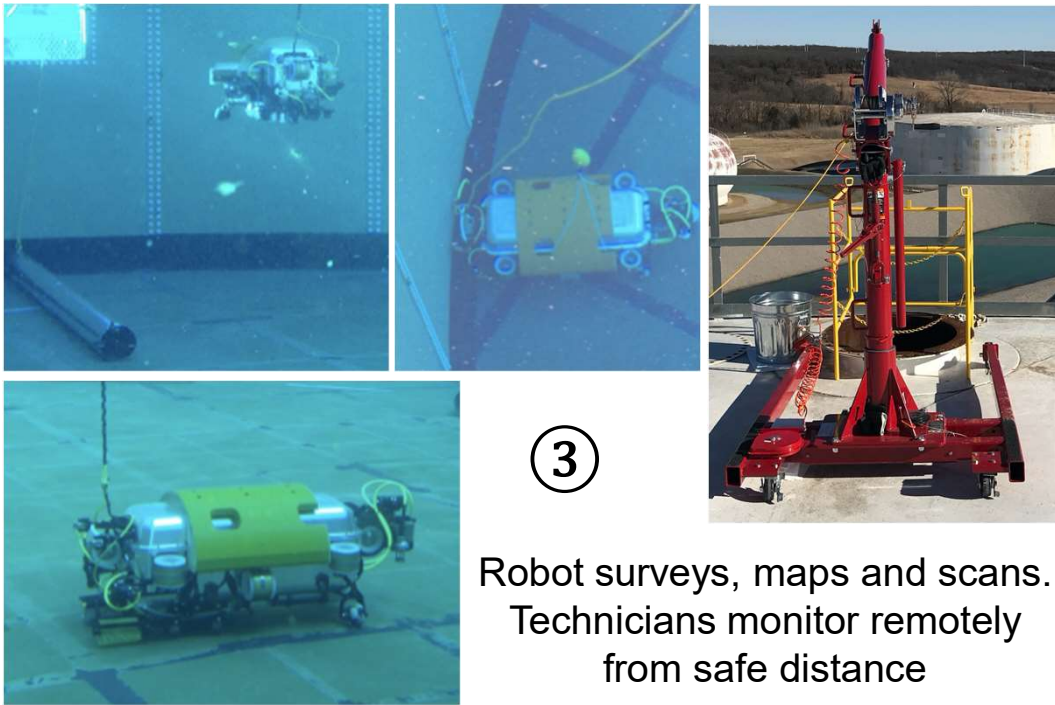 ③
Robot surveys, maps and scans.
Technicians monitor remotely
from safe distance